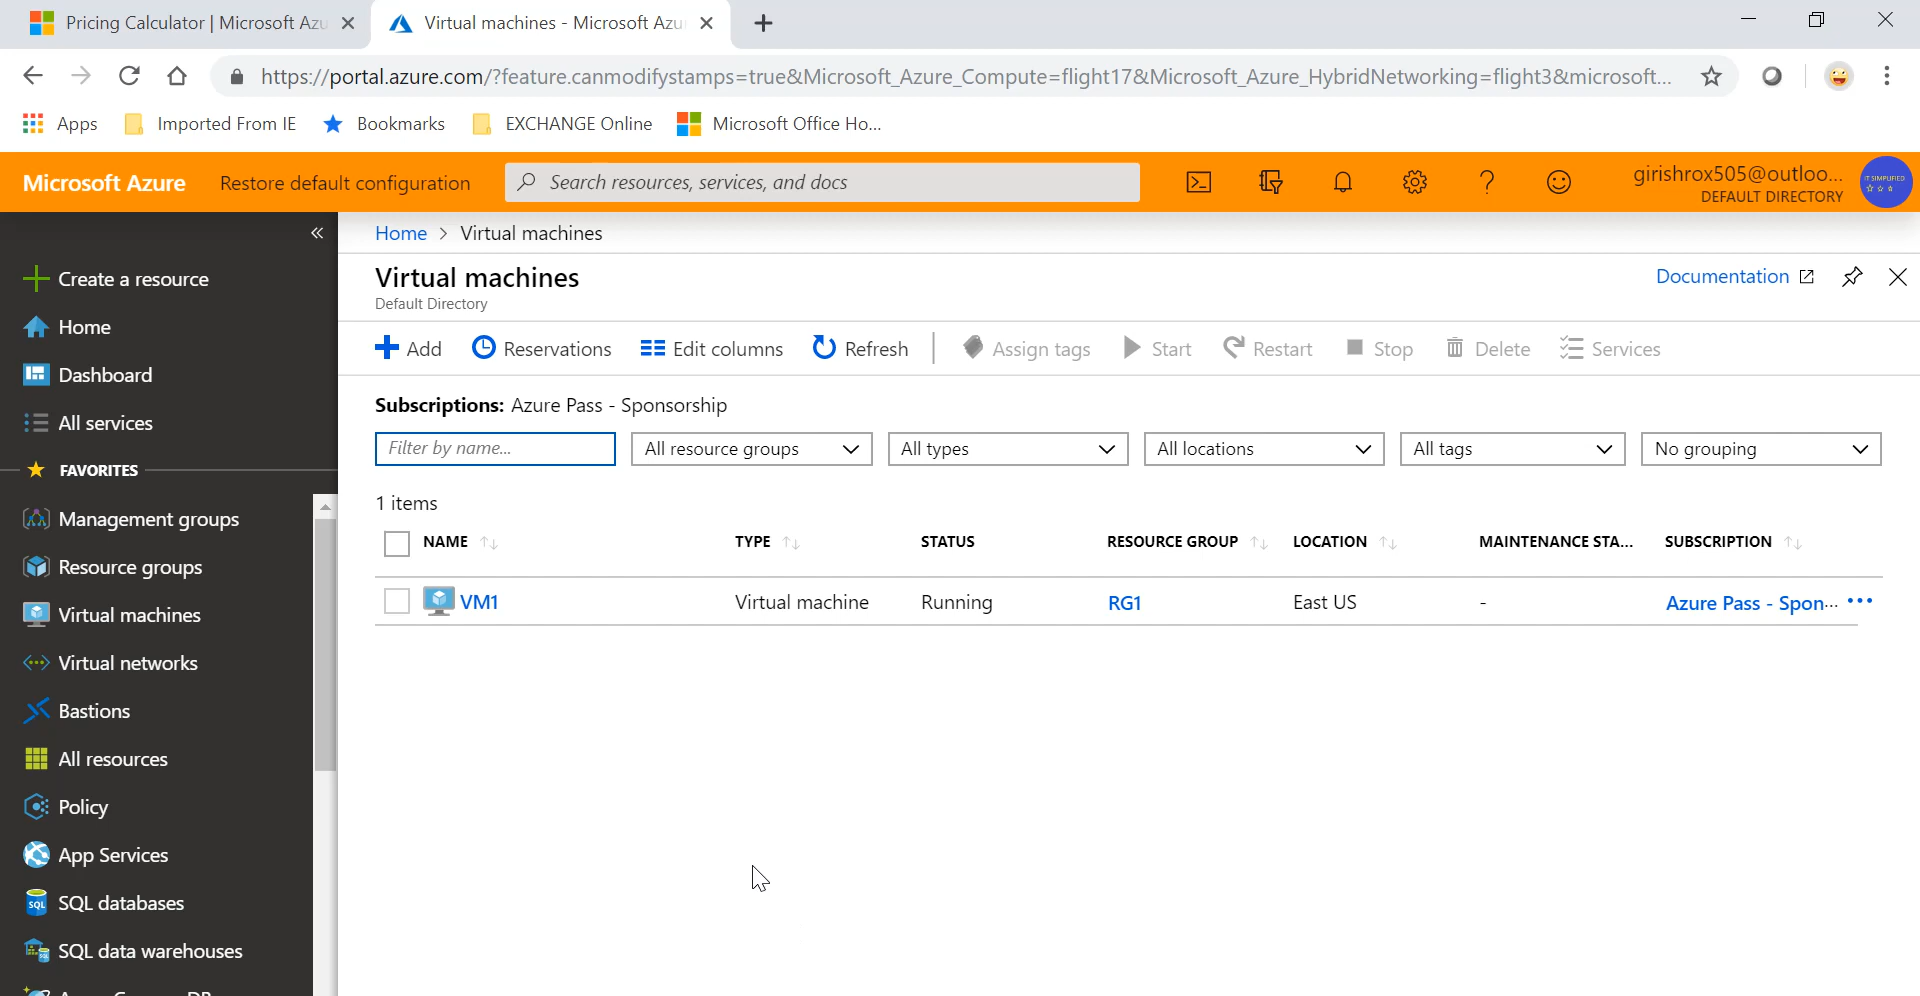 Pricing Calculator | Microsoft Azu
Virtual machines - Microsoft Azu
https://portal.azure.com/?feature.canmodifystamps=true&Microsoft_Azure_Compute=flight17&Microsoft_Azure_HybridNetworking=flight3&microsoft...
Apps
Imported From IE
Bookmarks
EXCHANGE Online
Microsoft Office Ho...
Microsoft Azure
Restore default configuration
Search resources, services, and docs
girishrox505@outloo...
DEFAULT DIRECTORY
IT SIMPLIFIED
Create a resource
Home
Dashboard
All services
FAVORITES
Management groups
Resource groups
Virtual machines
Virtual networks
Bastions
All resources
Policy
App Services
SQL databases
SQL data warehouses
Home > Virtual machines
Virtual machines
Default Directory
Documentation
Add
Reservations
Edit columns
Refresh
Assign tags
Start
Restart
Stop
Delete
Services
Subscriptions: Azure Pass - Sponsorship
Filter by name...
All resource groups
All types
All locations
All tags
No grouping
1 items
NAME TYPE STATUS RESOURCE GROUP LOCATION MAINTENANCE STA... SUBSCRIPTION
VM1 Virtual machine Running RG1 East US - Azure Pass - Spon...